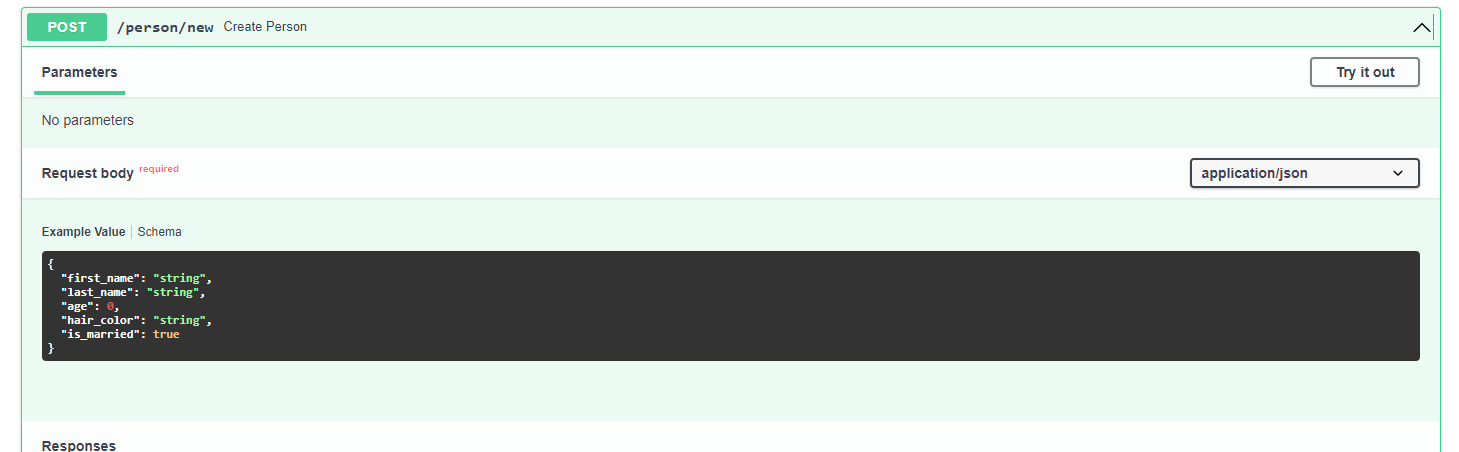 POST /person/new Create Person
Parameters
Try it out
No parameters
Request body required
application/json
Example Value Schema
{
  "first_name": "string",
  "last_name": "string",
  "age": 0,
  "hair_color": "string",
  "is_married": true
}
Responses